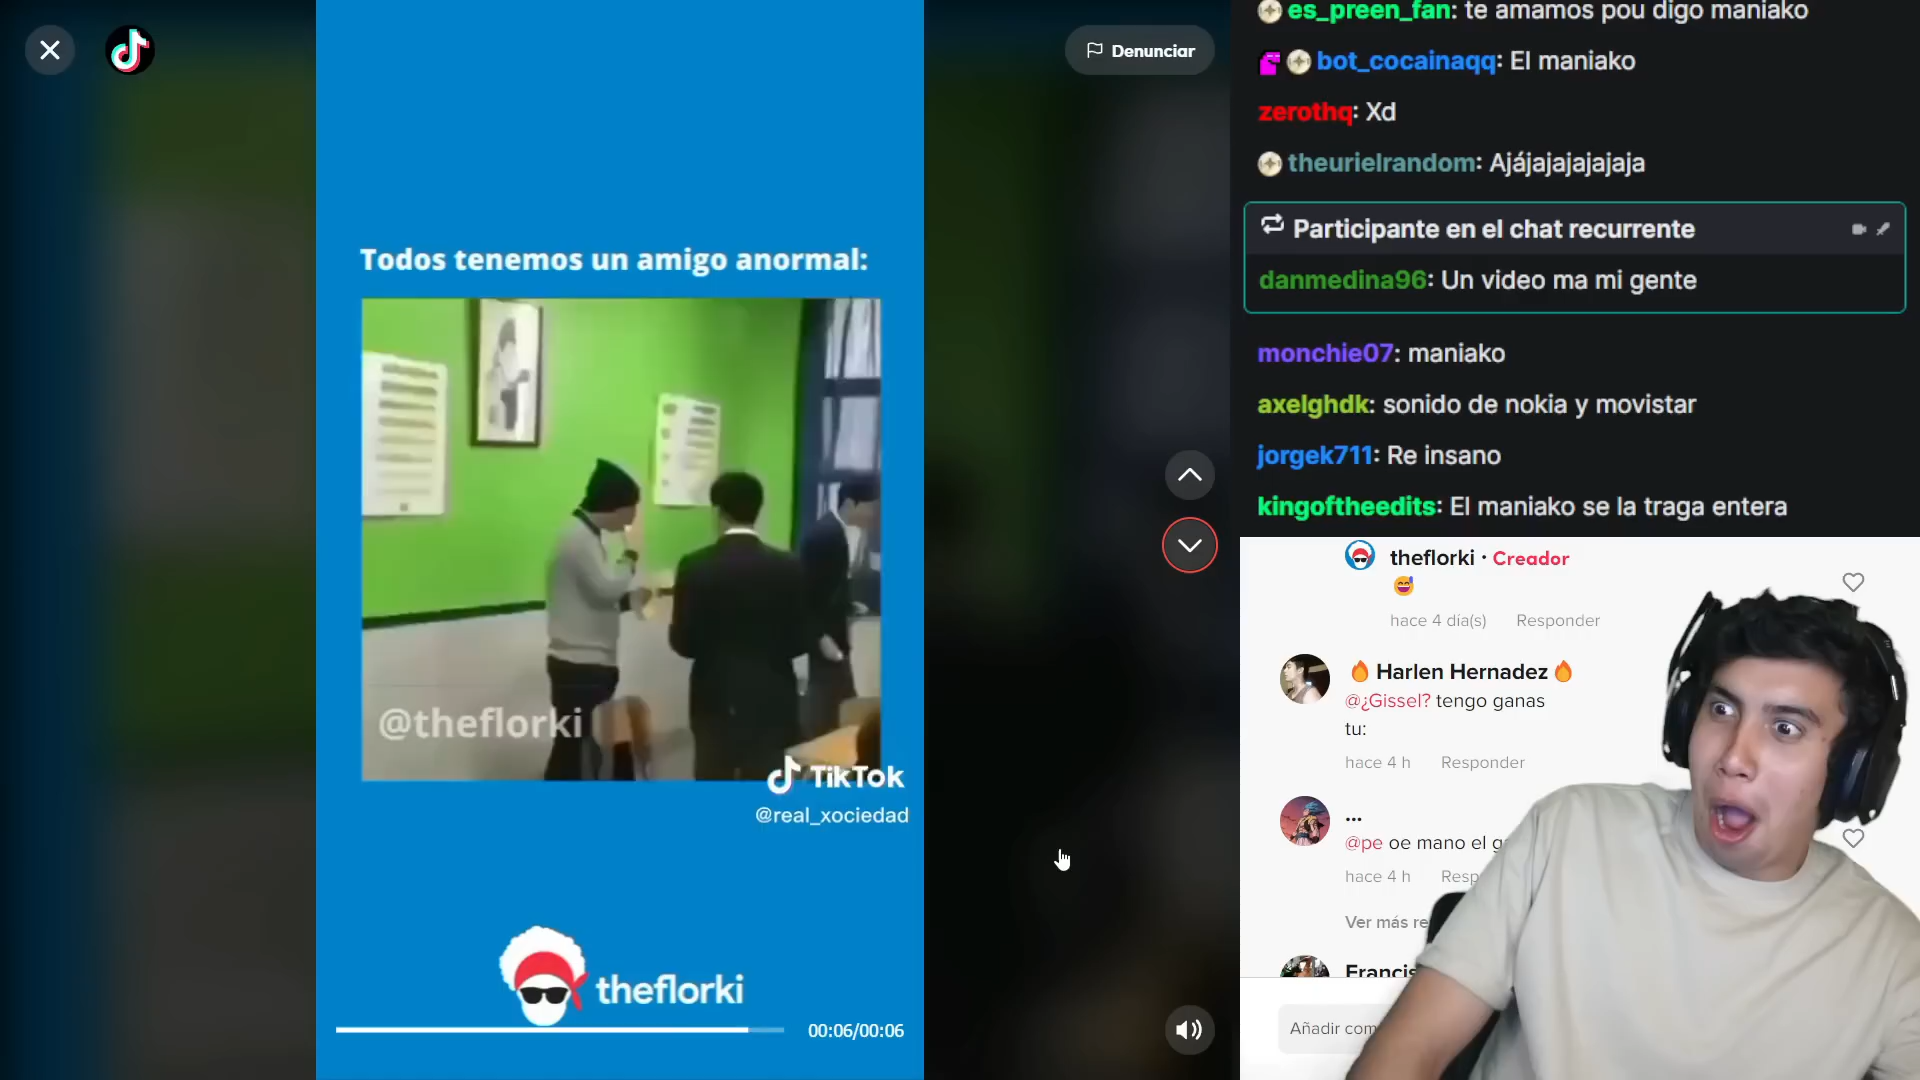 Denunciar
Todos tenemos un amigo anormal:
@theflorki
TikTok
@real_xociedad
theflorki
00:06/00:06
es_preen_fan: te amamos pou digo maniako
bot_cocainaqq: El maniako
zerothq: Xd
theurielrandom: Ajájajajajajaja
Participante en el chat recurrente
danmedina96: Un video ma mi gente
monchie07: maniako
axelghdk: sonido de nokia y movistar
jorgek711: Re insano
kingoftheedits: El maniako se la traga entera
theflorki · Creador
😅
hace 4 dia(s) Responder
🔥 Harlen Hernadez 🔥
@¿Gissel? tengo ganas
tu:
hace 4 h Responder
...
@pe oe mano el
hace 4 h
Ver más
Añadir